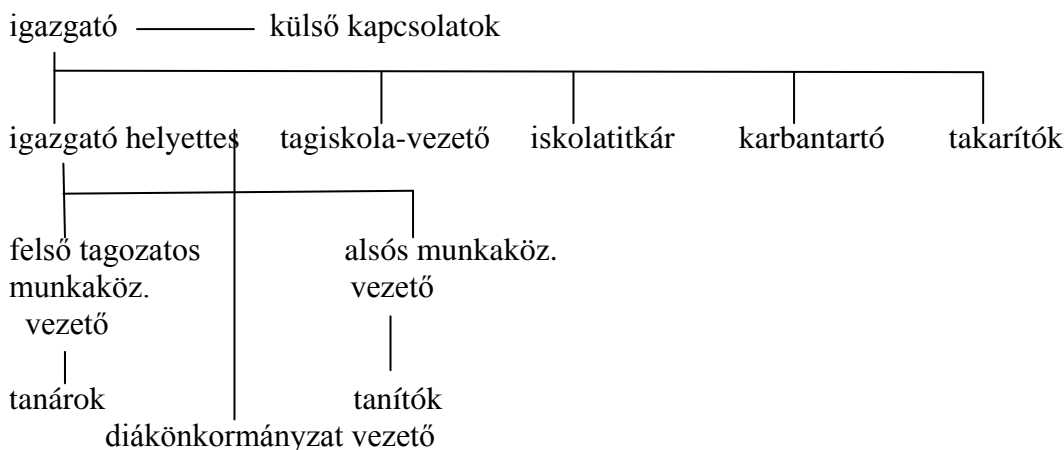 igazgató külső kapcsolatok
igazgató helyettes tagiskola-vezető iskolatitkár karbantartó takarítók
felső tagozatos alsós munkaköz.
munkaköz. vezető
vezető
tanárok tanítók
diákönkormányzat vezető